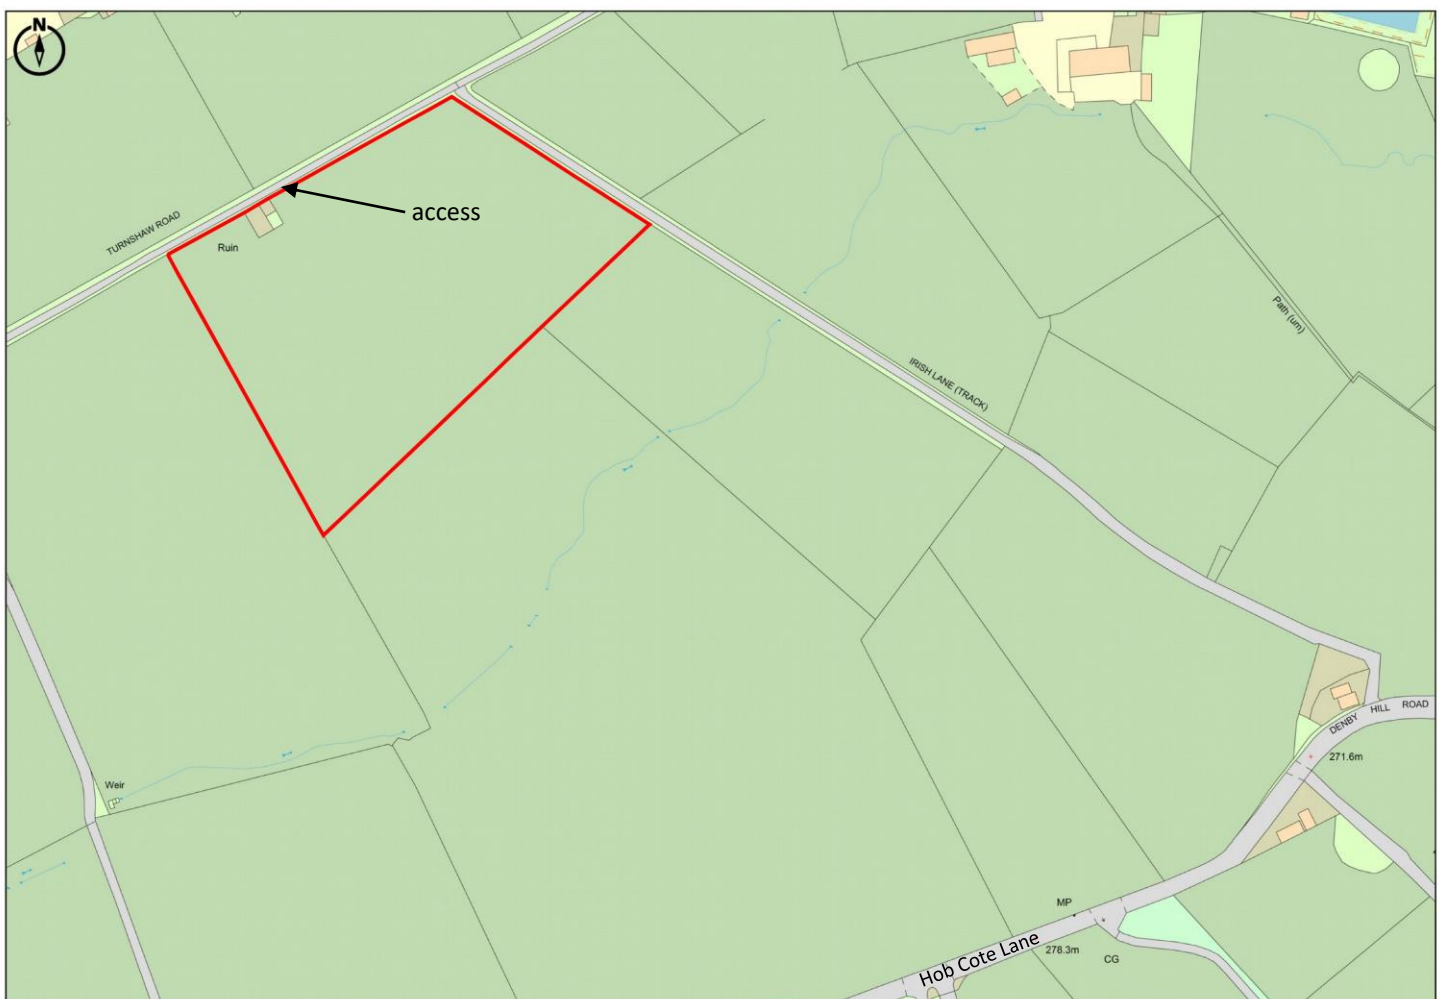 N
TURNSHAW ROAD
access
Ruin
Path (um)
IRISH LANE (TRACK)
DENBY HILL ROAD
271.6m
Weir
MP
Hob Cote Lane
278.3m
CG